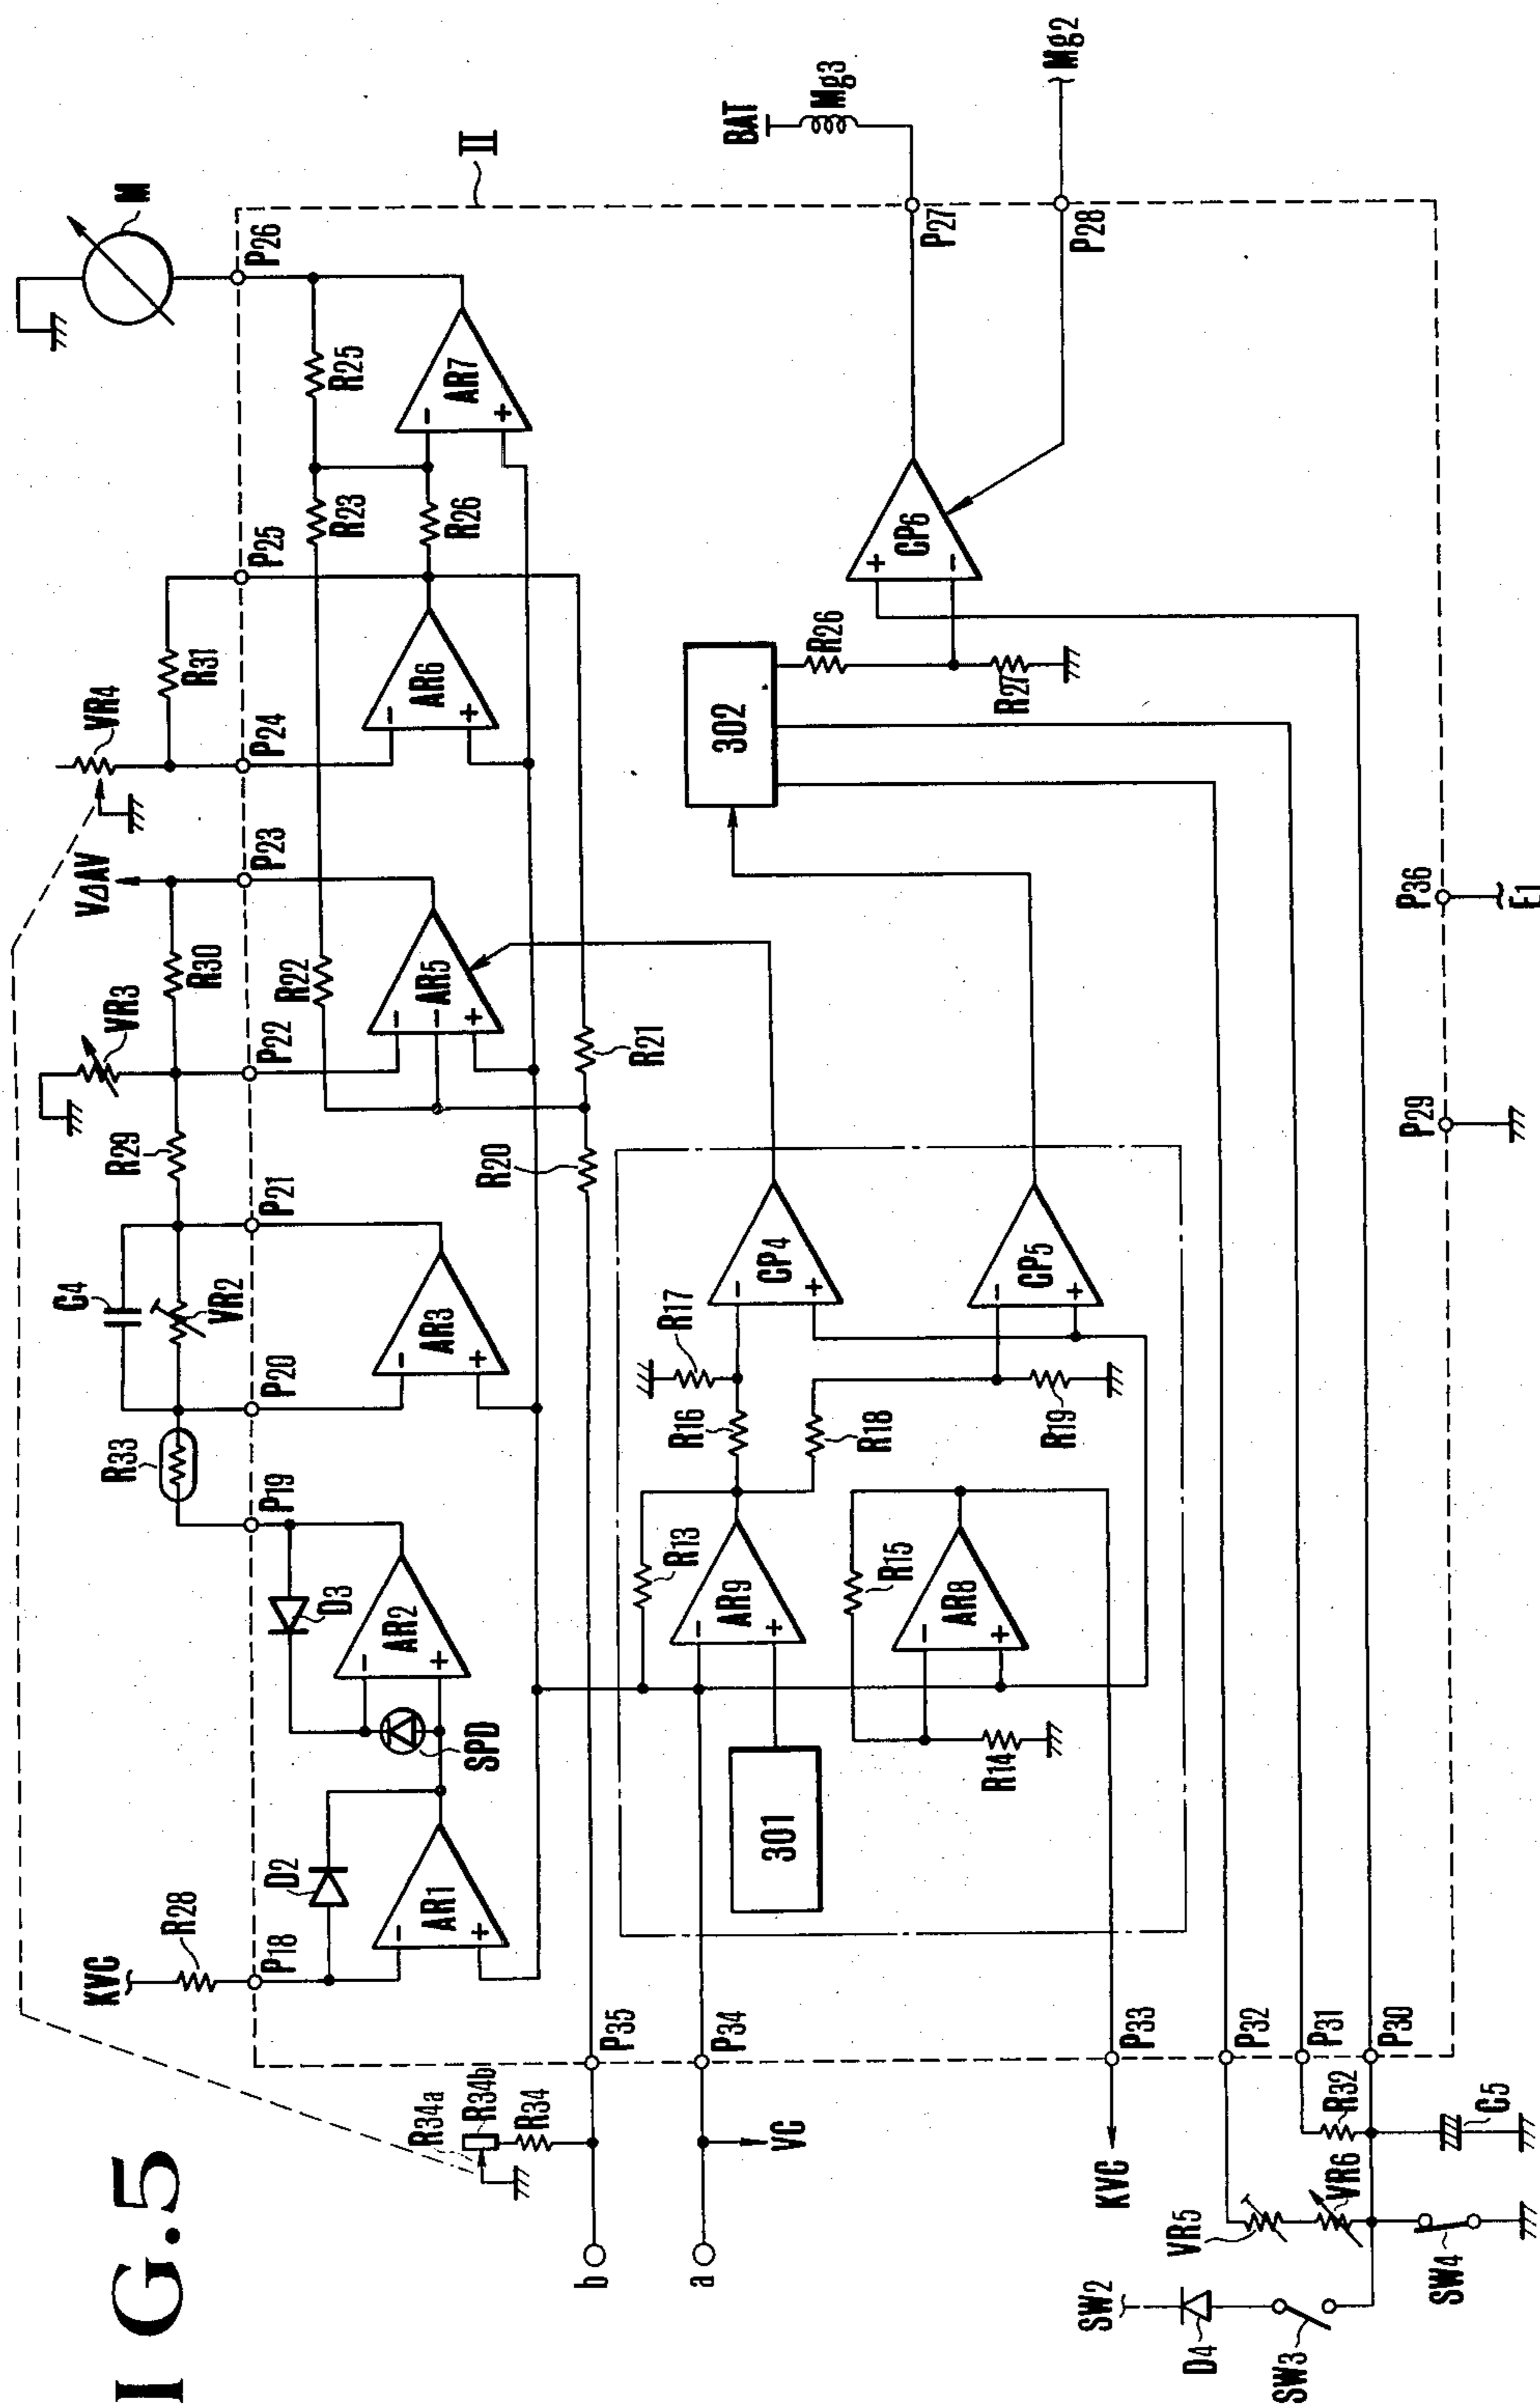 I G.5
KVC
R28
P18
D2
AR1
-
+
SPD
AR2
-
+
D3
P19
R33
P20
C4
VR2
P21
AR3
-
+
R29
VR3
P22
R30
V⊿AV
P23
AR5
-
-
+
R22
R20
R21
VR4
P24
R31
P25
AR6
-
+
R23
R26
R25
AR7
-
+
P26
M
II
R34a
R34b
R34
P35
b
P34
a
VC
301
AR9
-
+
R13
R16
R17
CP4
-
+
R18
R19
CP5
-
+
R14
R15
AR8
-
+
302
R26
R27
CP6
+
-
BAT
Mg3
P27
P28
Mg2
P33
KVC
P32
P31
P30
R32
C5
VR5
VR6
SW2
D4
SW3
SW4
P29
P36
E1